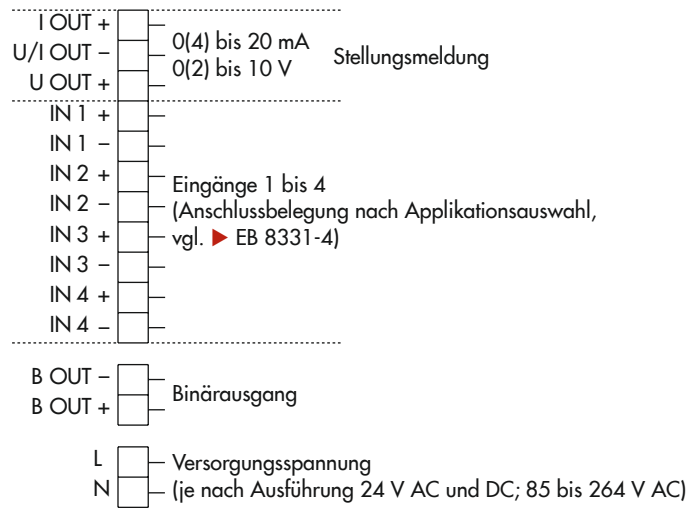 I OUT +
U/I OUT –
U OUT +
0(4) bis 20 mA
0(2) bis 10 V
Stellungsmeldung
IN 1 +
IN 1 –
IN 2 +
IN 2 –
IN 3 +
IN 3 –
IN 4 +
IN 4 –
Eingänge 1 bis 4
(Anschlussbelegung nach Applikationsauswahl,
vgl. ▶ EB 8331-4)
B OUT –
B OUT +
Binärausgang
L
N
Versorgungsspannung
(je nach Ausführung 24 V AC und DC; 85 bis 264 V AC)